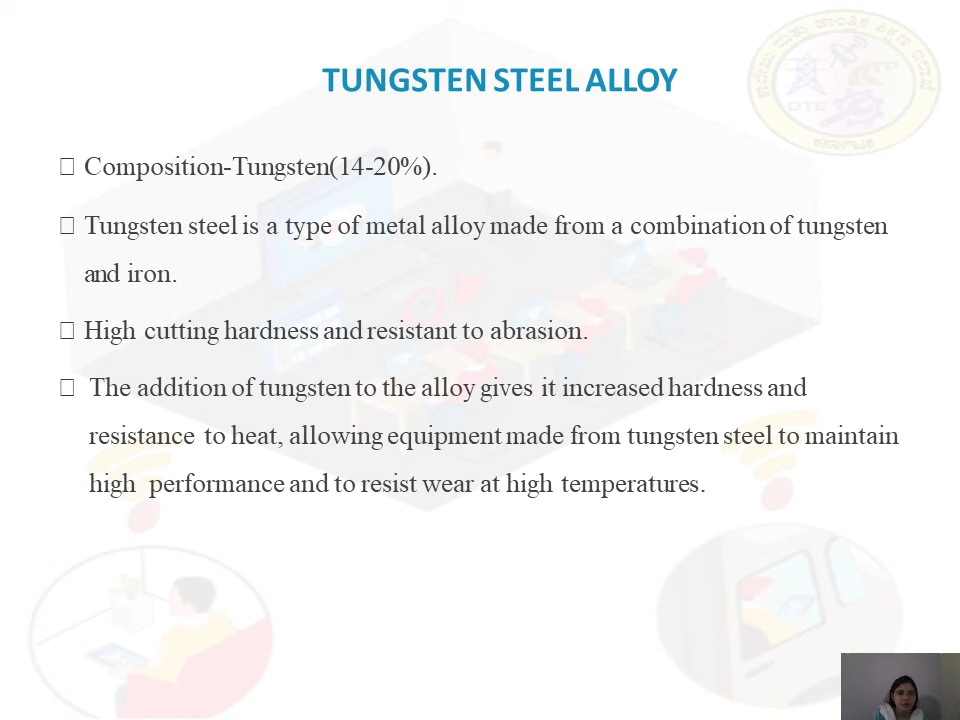 TUNGSTEN STEEL ALLOY
Composition-Tungsten(14-20%).
Tungsten steel is a type of metal alloy made from a combination of tungsten
and iron.
High cutting hardness and resistant to abrasion.
The addition of tungsten to the alloy gives it increased hardness and
resistance to heat, allowing equipment made from tungsten steel to maintain
high performance and to resist wear at high temperatures.
DTE